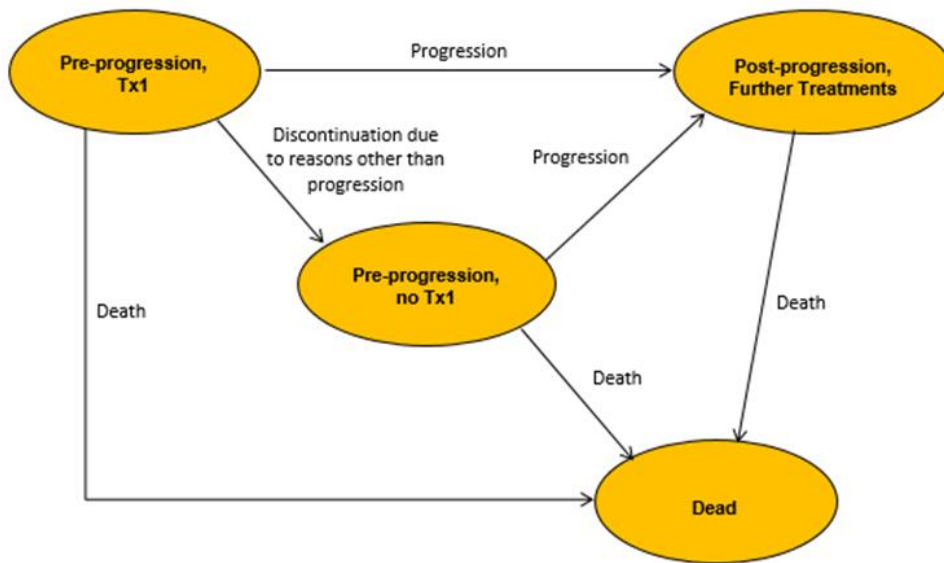 Pre-progression,
Tx1
Progression
Post-progression,
Further Treatments
Discontinuation due
to reasons other than
progression
Progression
Pre-progression,
no Tx1
Death
Death
Death
Dead